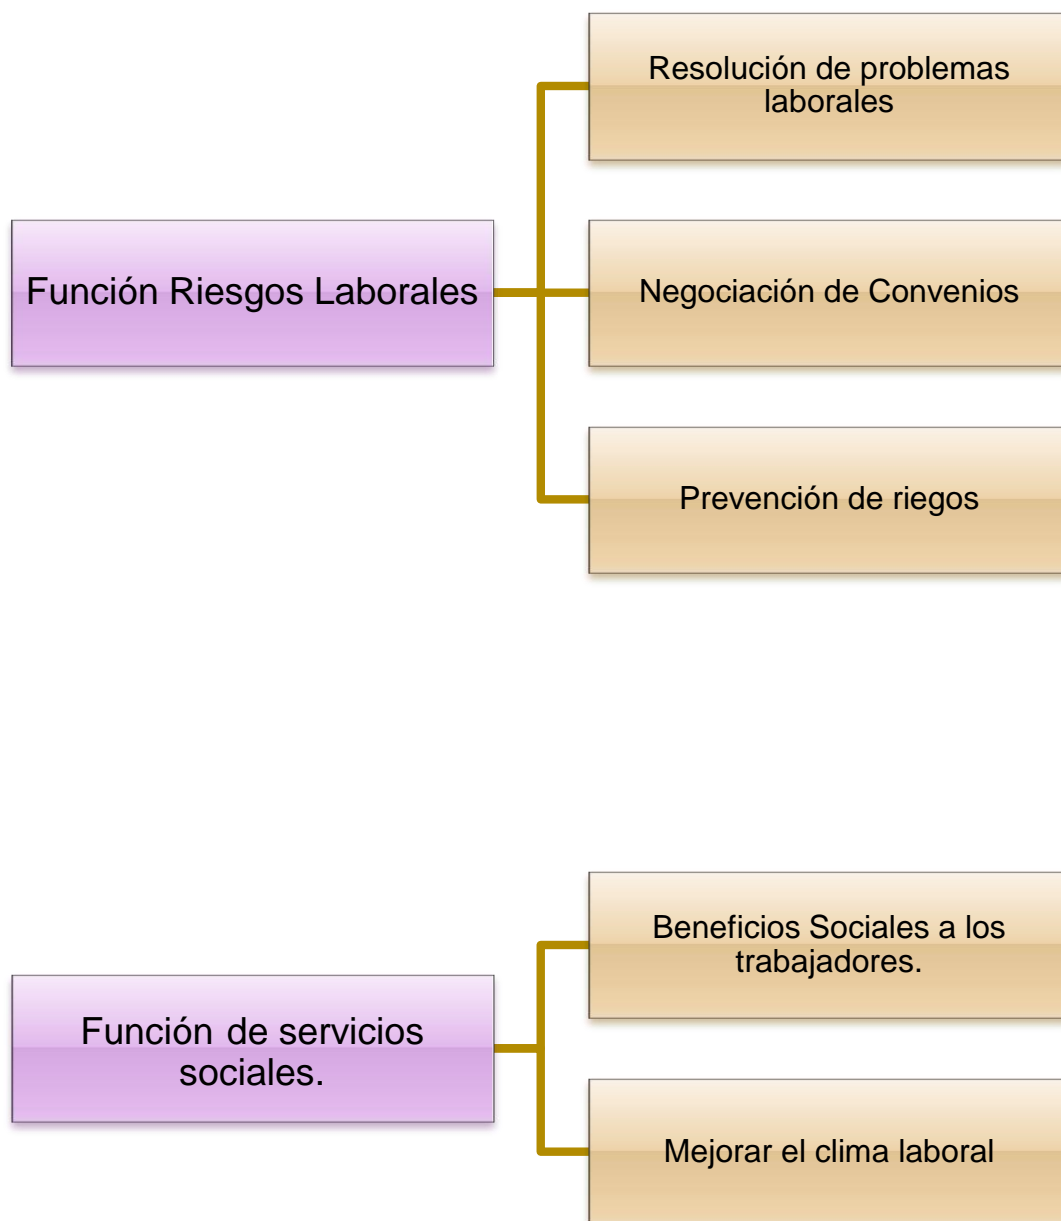 Función Riesgos Laborales
Resolución de problemas
laborales
Negociación de Convenios
Prevención de riegos
Función de servicios
sociales.
Beneficios Sociales a los
trabajadores.
Mejorar el clima laboral